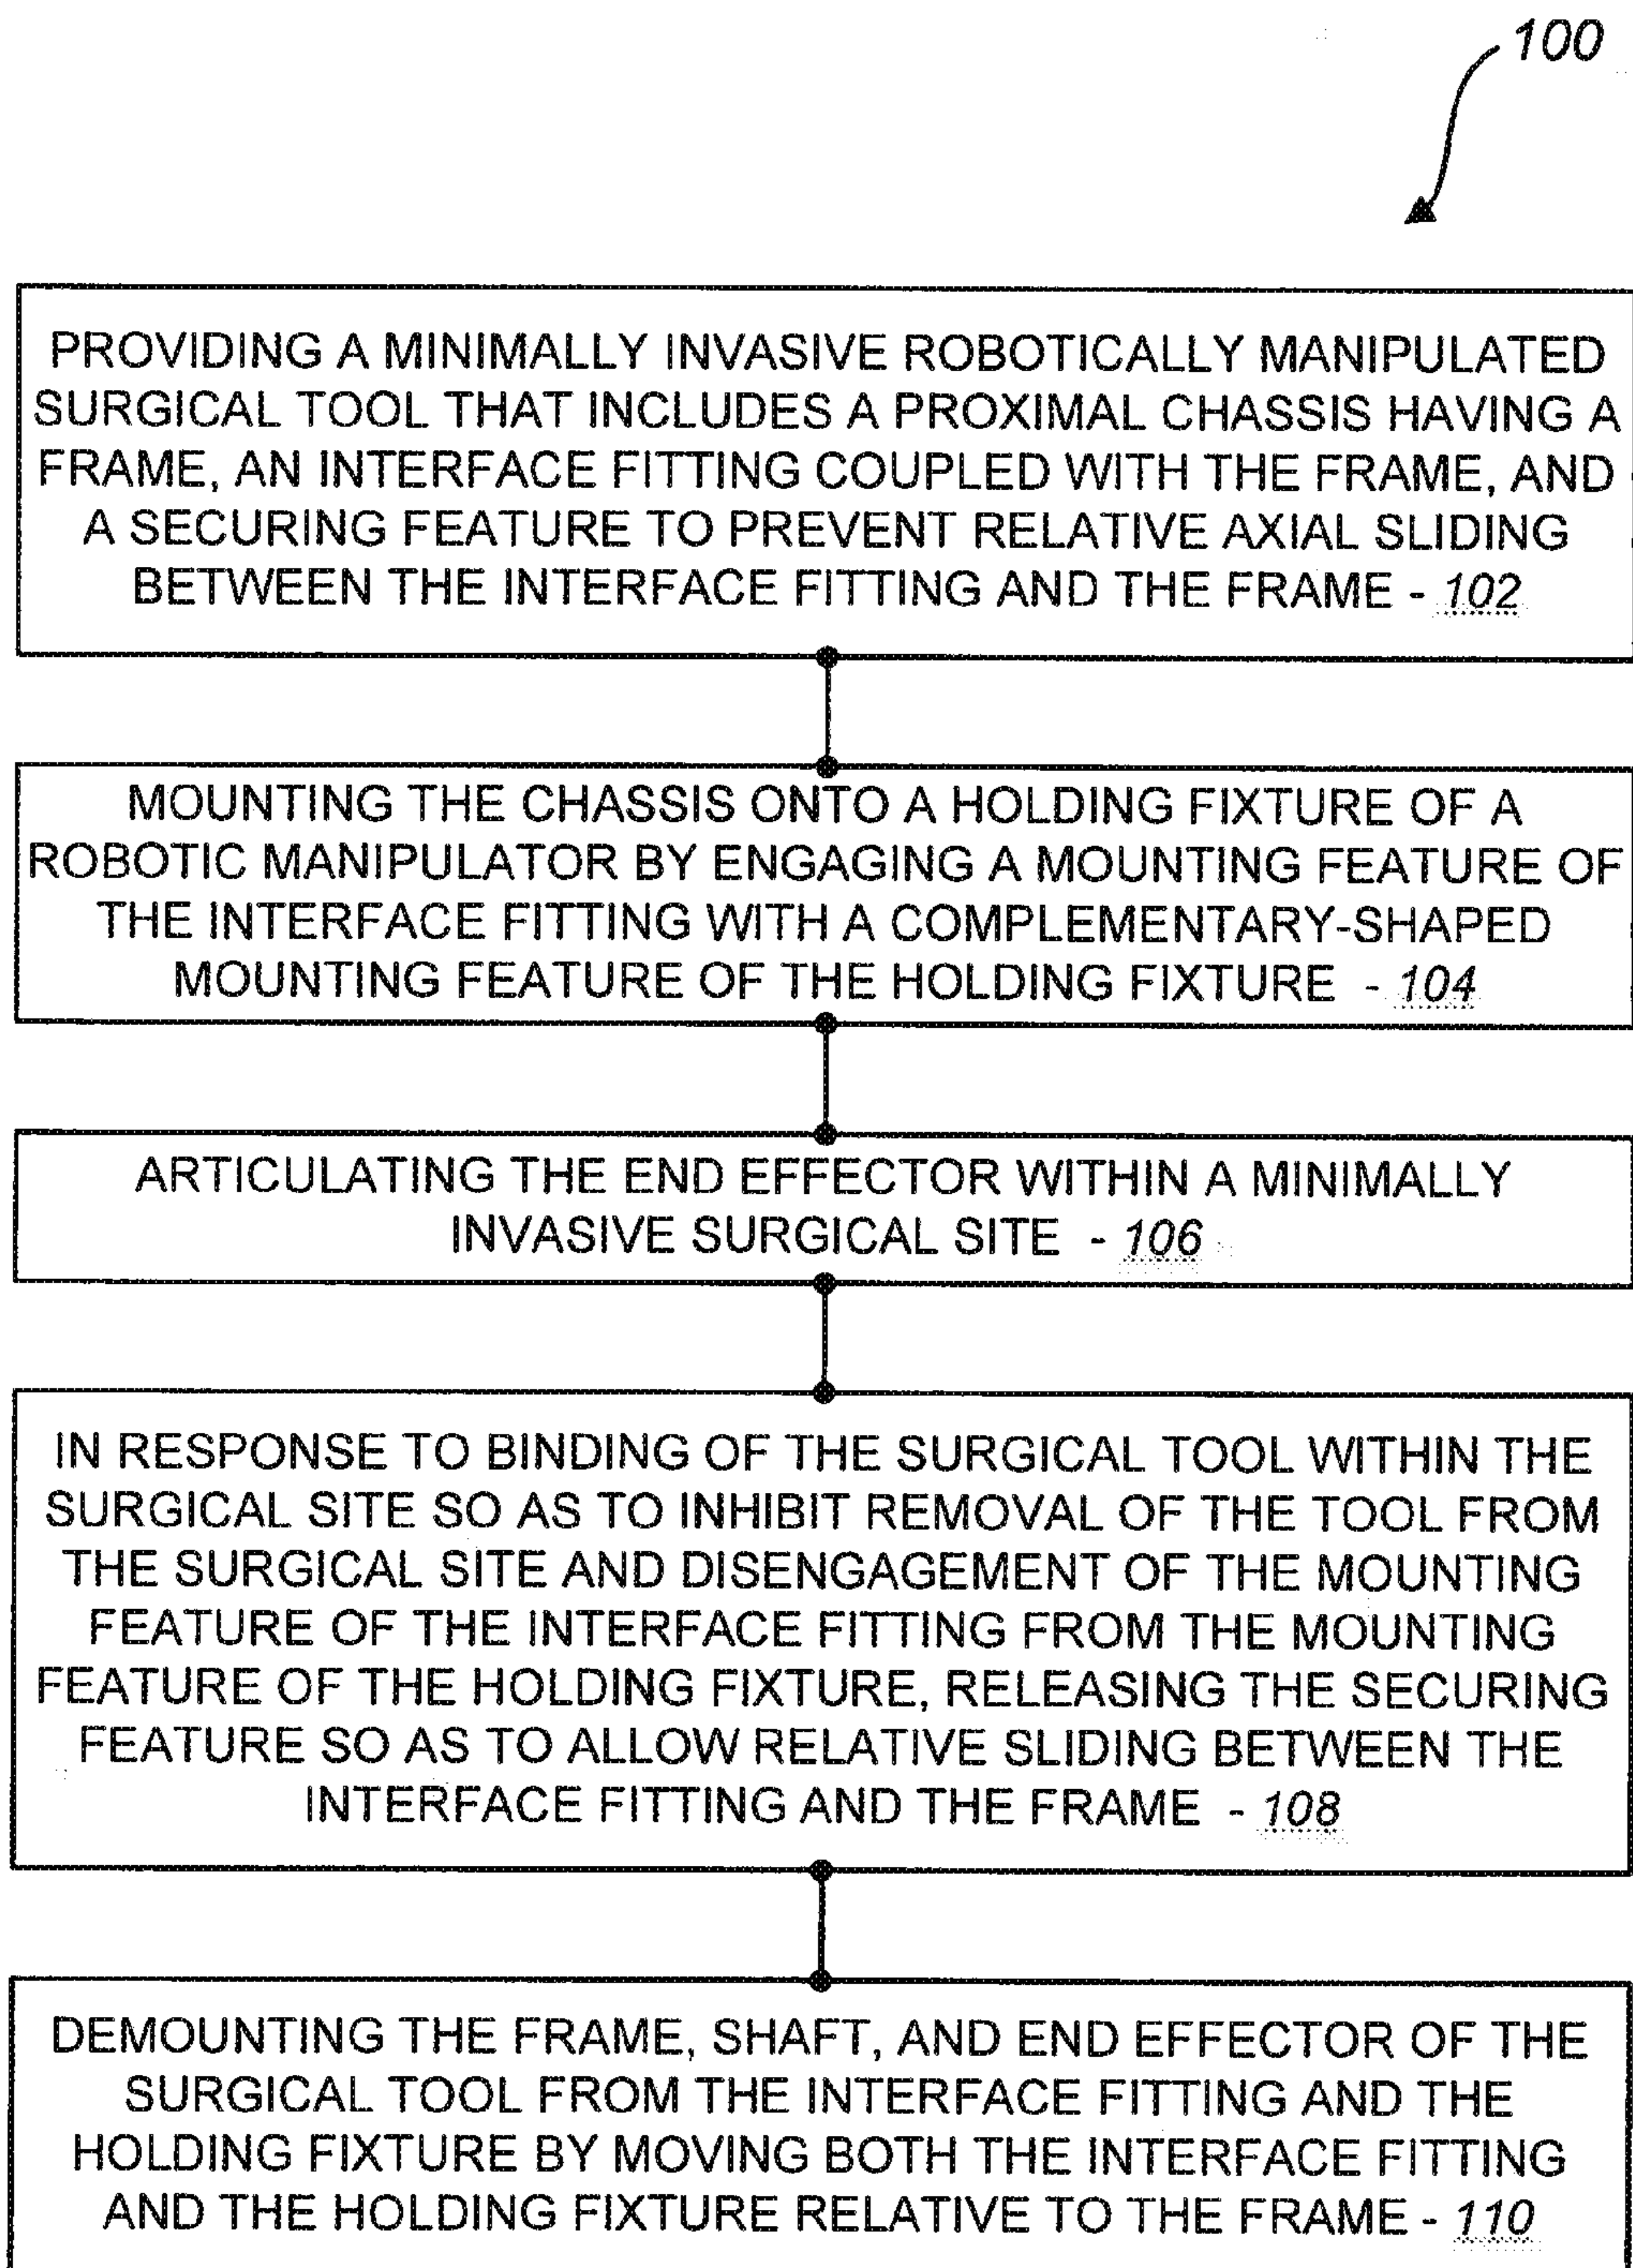 100
PROVIDING A MINIMALLY INVASIVE ROBOTICALLY MANIPULATED
SURGICAL TOOL THAT INCLUDES A PROXIMAL CHASSIS HAVING A
FRAME, AN INTERFACE FITTING COUPLED WITH THE FRAME, AND
A SECURING FEATURE TO PREVENT RELATIVE AXIAL SLIDING
BETWEEN THE INTERFACE FITTING AND THE FRAME - 102
MOUNTING THE CHASSIS ONTO A HOLDING FIXTURE OF A
ROBOTIC MANIPULATOR BY ENGAGING A MOUNTING FEATURE OF
THE INTERFACE FITTING WITH A COMPLEMENTARY-SHAPED
MOUNTING FEATURE OF THE HOLDING FIXTURE - 104
ARTICULATING THE END EFFECTOR WITHIN A MINIMALLY
INVASIVE SURGICAL SITE - 106
IN RESPONSE TO BINDING OF THE SURGICAL TOOL WITHIN THE
SURGICAL SITE SO AS TO INHIBIT REMOVAL OF THE TOOL FROM
THE SURGICAL SITE AND DISENGAGEMENT OF THE MOUNTING
FEATURE OF THE INTERFACE FITTING FROM THE MOUNTING
FEATURE OF THE HOLDING FIXTURE, RELEASING THE SECURING
FEATURE SO AS TO ALLOW RELATIVE SLIDING BETWEEN THE
INTERFACE FITTING AND THE FRAME - 108
DEMOUNTING THE FRAME, SHAFT, AND END EFFECTOR OF THE
SURGICAL TOOL FROM THE INTERFACE FITTING AND THE
HOLDING FIXTURE BY MOVING BOTH THE INTERFACE FITTING
AND THE HOLDING FIXTURE RELATIVE TO THE FRAME - 110